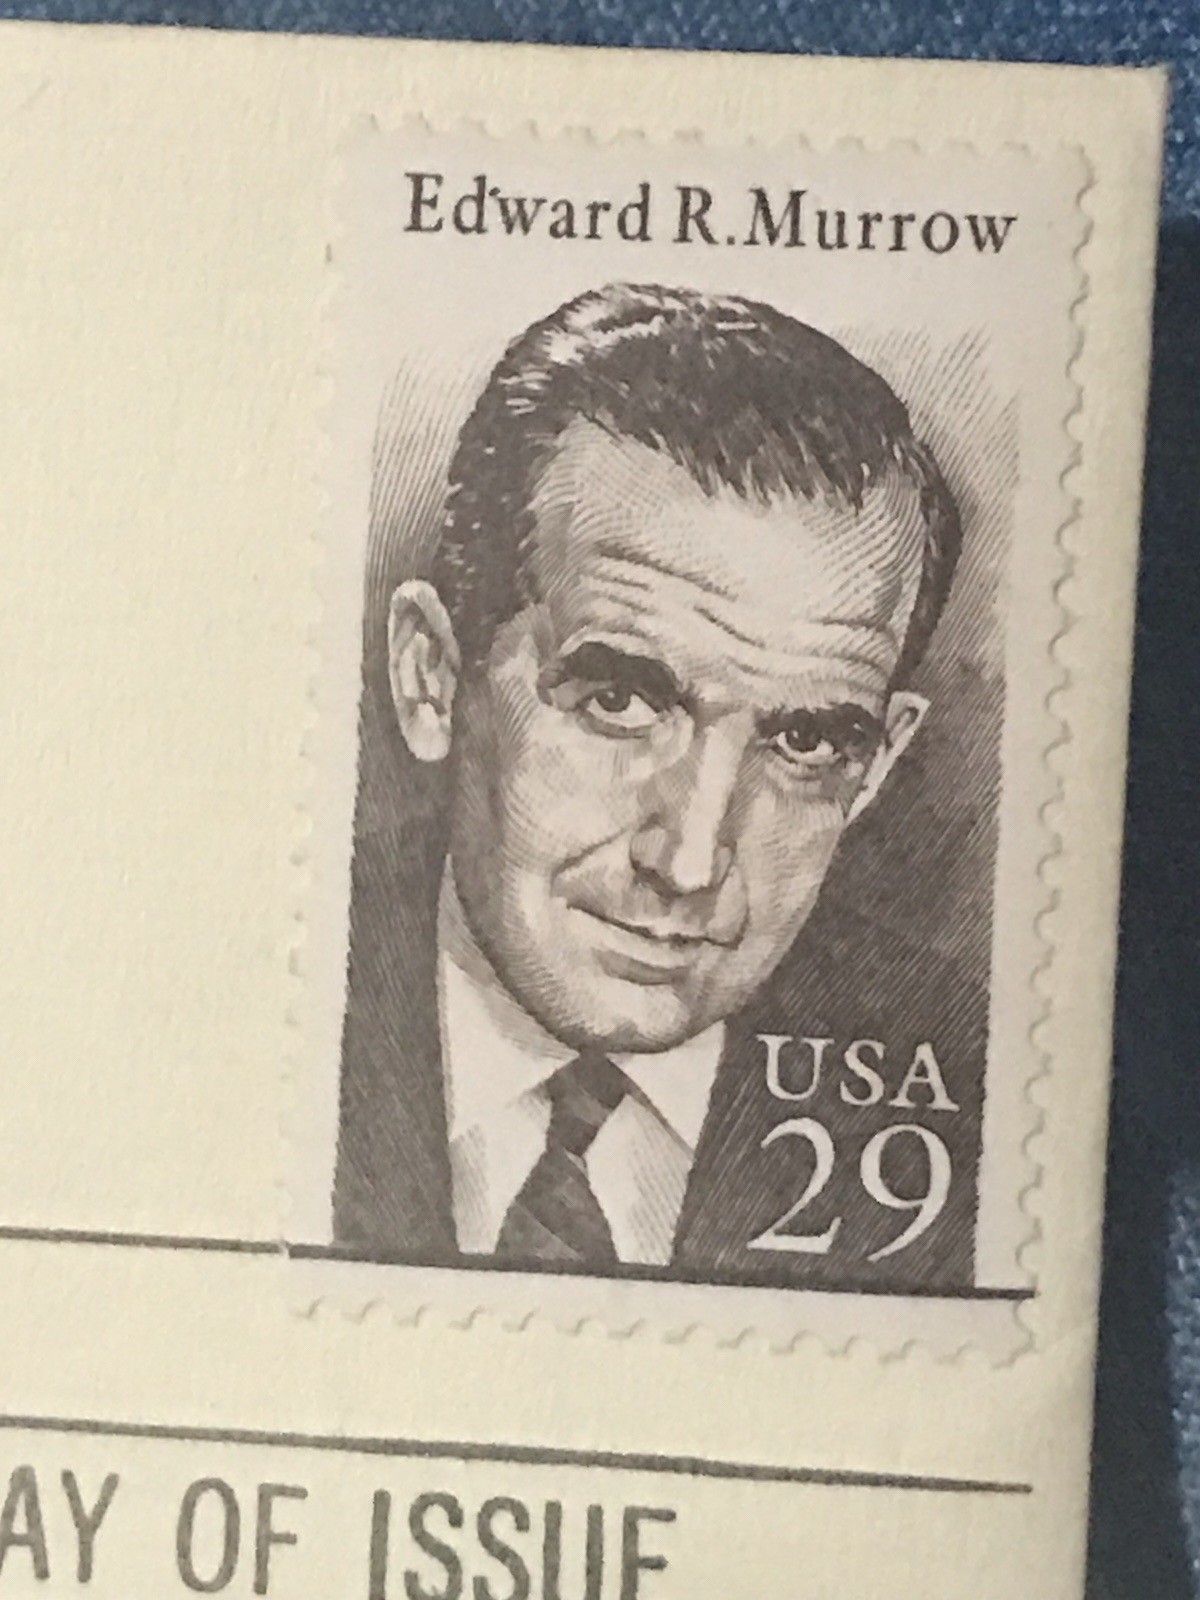 Edward R. Murrow
USA
29
AY OF ISSUE